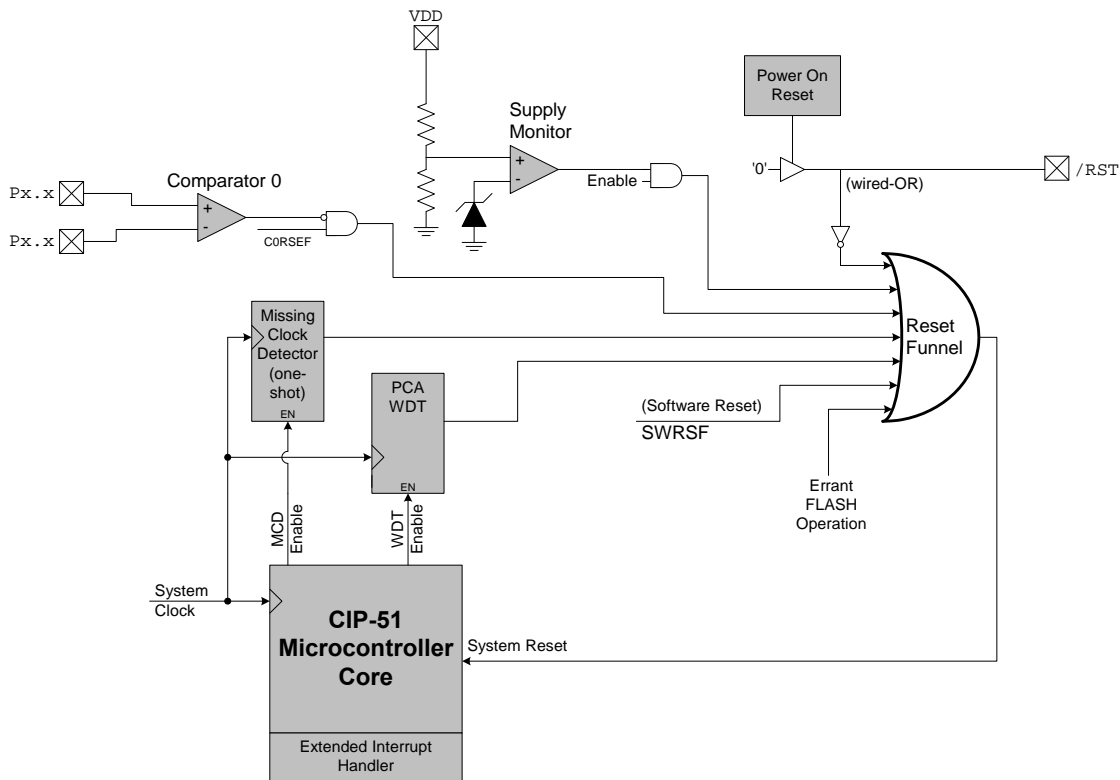 VDD
Power On
Reset
Supply
Monitor
+
-
Enable
'0'
(wired-OR)
/RST
Px.x
Px.x
Comparator 0
+
-
C0RSEF
Missing
Clock
Detector
(one-
shot)
EN
PCA
WDT
EN
Reset
Funnel
(Software Reset)
SWRSF
Errant
FLASH
Operation
MCD
Enable
WDT
Enable
System
Clock
CIP-51
Microcontroller
Core
System Reset
Extended Interrupt
Handler